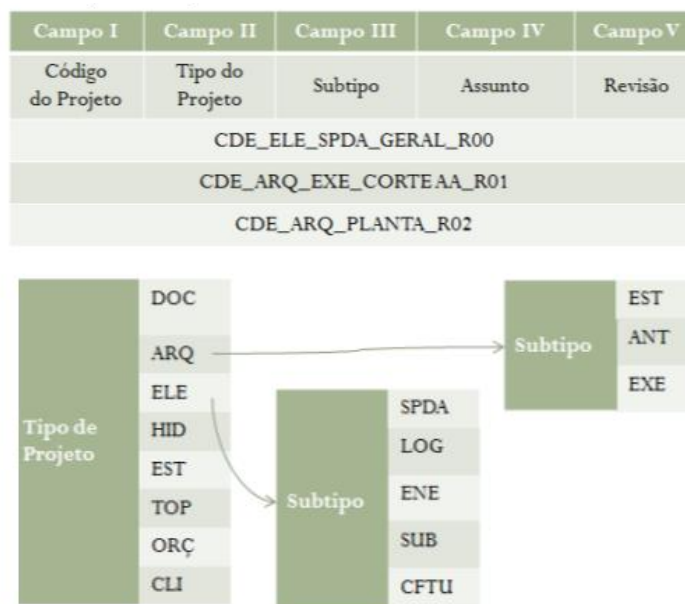 Campo I Campo II Campo III Campo IV Campo V
Código do Projeto Tipo do Projeto Subtipo Assunto Revisão
CDE_ELE_SPDA_GERAL_R00
CDE_ARQ_EXE_CORTE AA_R01
CDE_ARQ_PLANTA_R02
Tipo de Projeto
DOC
ARQ
ELE
HID
EST
TOP
ORÇ
CLI
Subtipo
SPDA
LOG
ENE
SUB
CFTU
Subtipo
EST
ANT
EXE